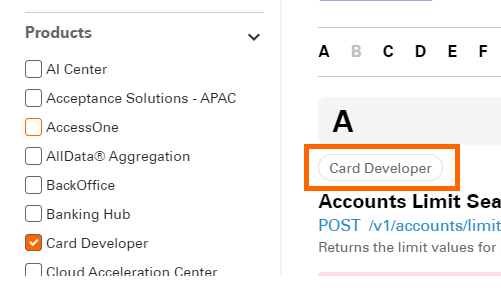 Products
AI Center
Acceptance Solutions - APAC
AccessOne
AllData® Aggregation
BackOffice
Banking Hub
Card Developer
Cloud Acceleration Center
A B C D E F
A
Card Developer
Accounts Limit Sea
POST /v1/accounts/limit
Returns the limit values for